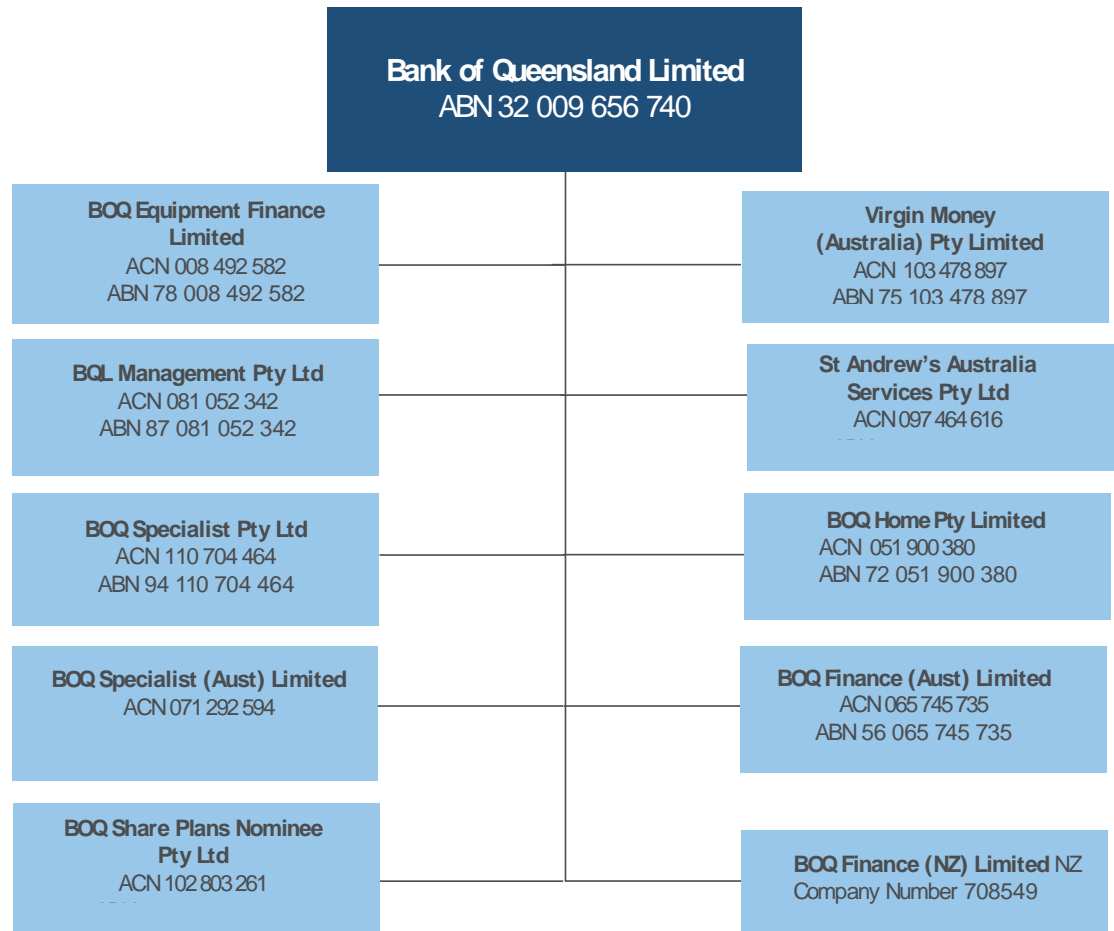 Bank of Queensland Limited
ABN 32 009 656 740
BOQ Equipment Finance
Limited
ACN 008 492 582
ABN 78 008 492 582
Virgin Money
(Australia) Pty Limited
ACN 103 478 897
ABN 75 103 478 897
BQL Management Pty Ltd
ACN 081 052 342
ABN 87 081 052 342
St Andrew’s Australia
Services Pty Ltd
ACN 097 464 616
BOQ Specialist Pty Ltd
ACN 110 704 464
ABN 94 110 704 464
BOQ Home Pty Limited
ACN 051 900 380
ABN 72 051 900 380
BOQ Specialist (Aust) Limited
ACN 071 292 594
BOQ Finance (Aust) Limited
ACN 065 745 735
ABN 56 065 745 735
BOQ Share Plans Nominee
Pty Ltd
ACN 102 803 261
BOQ Finance (NZ) Limited NZ
Company Number 708549